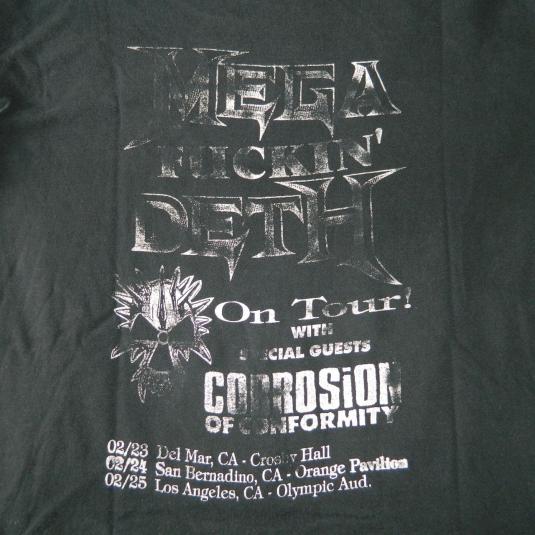 MEGA
FUCKIN'
DETH
On Tour!
WITH
SPECIAL GUESTS
CORROSiON
OF CONFORMITY
02/23 Del Mar, CA - Crosby Hall
02/24 San Bernadino, CA - Orange Pavilion
02/25 Los Angeles, CA - Olympic Aud.